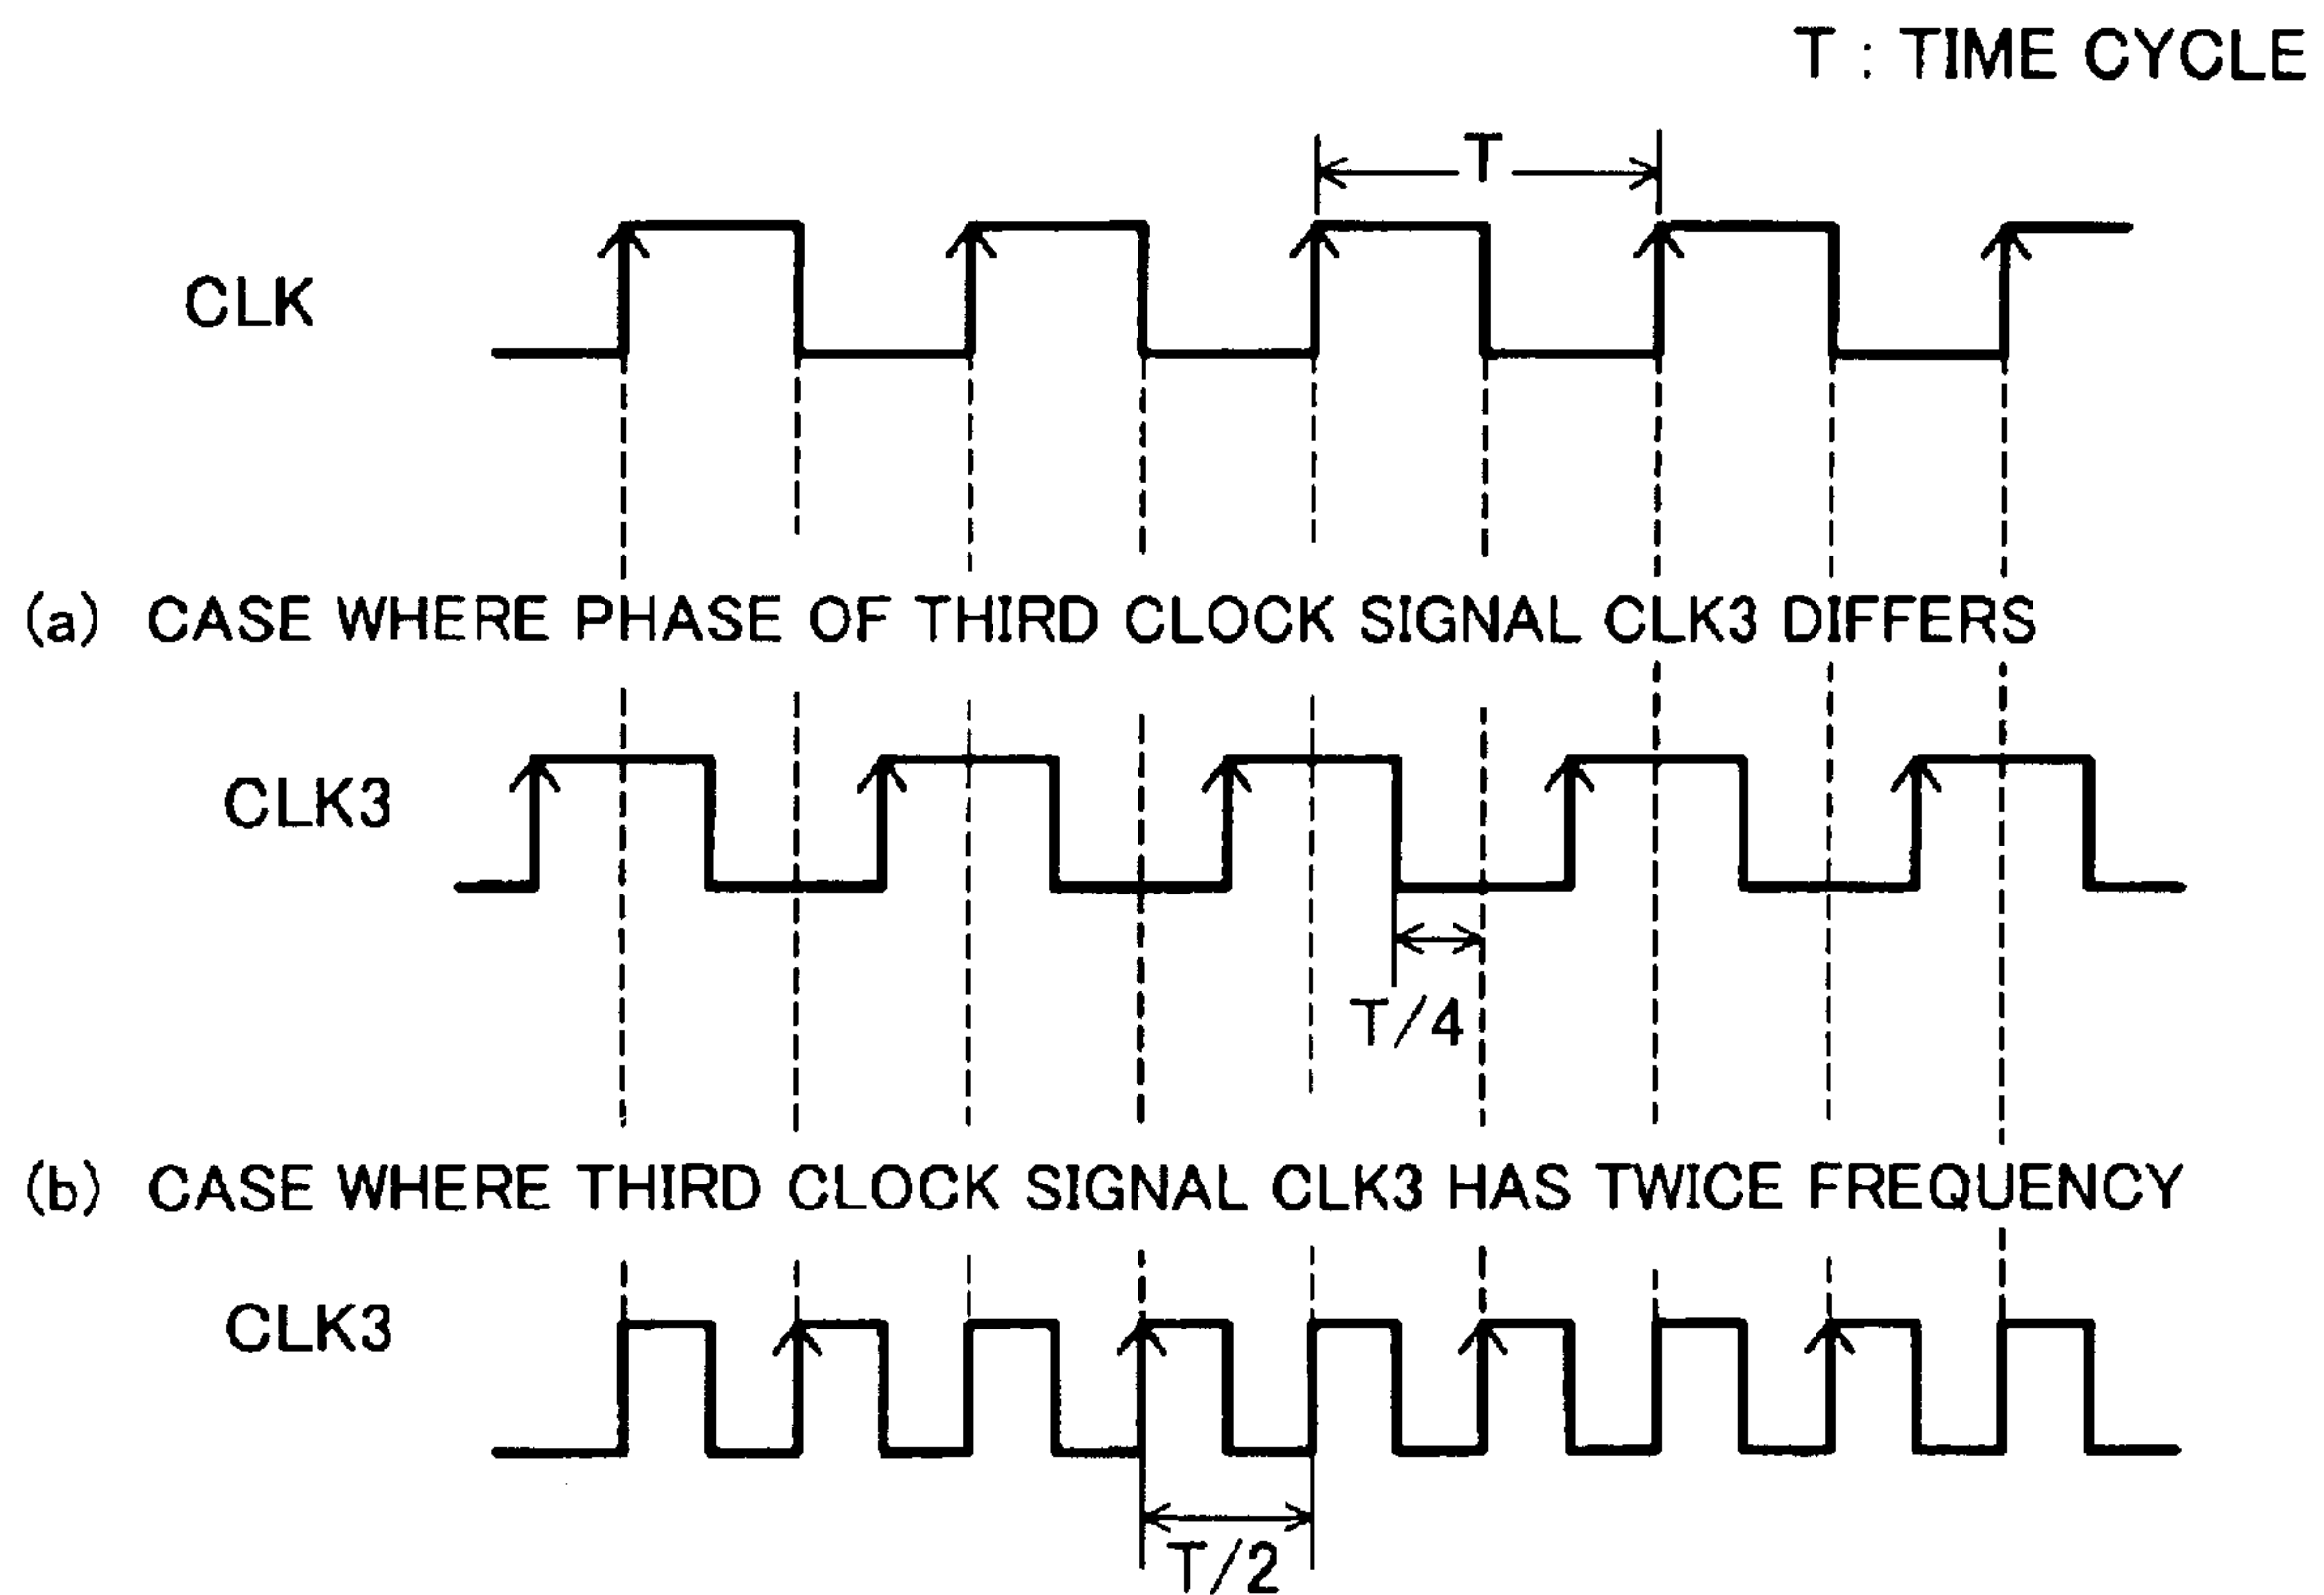 T : TIME CYCLE
T
CLK
(a) CASE WHERE PHASE OF THIRD CLOCK SIGNAL CLK3 DIFFERS
CLK3
T/4
(b) CASE WHERE THIRD CLOCK SIGNAL CLK3 HAS TWICE FREQUENCY
CLK3
T/2